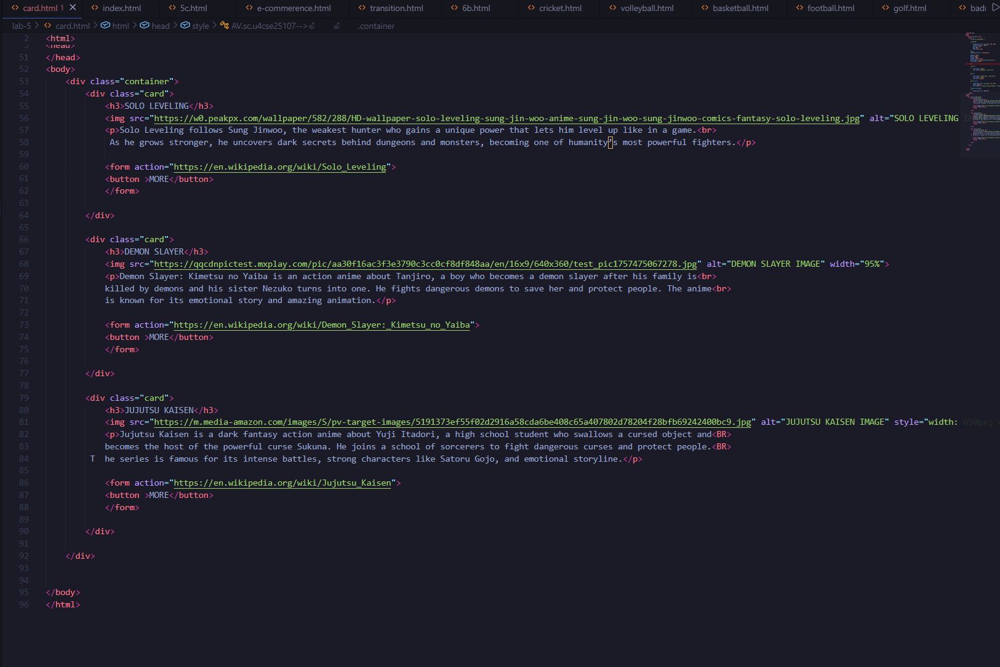 card.html 1 index.html 5c.html e-commerence.html transition.html 6b.html cricket.html volleyball.html basketball.html football.html golf.html
lab-5 > card.html > html > head > style > AV.sc.u4cse25107--> .container
2 <html>
<head>
51 </head>
52 <body>
53 <div class="container">
54 <div class="card">
55 <h3>SOLO LEVELING</h3>
56 <img src="https://w0.peakpx.com/wallpaper/582/288/HD-wallpaper-solo-leveling-sung-jin-woo-anime-sung-jin-woo-sung-jinwoo-comics-fantasy-solo-leveling.jpg" alt="SOLO LEVELING
57 <p>Solo Leveling follows Sung Jinwoo, the weakest hunter who gains a unique power that lets him level up like in a game.<br>
58 As he grows stronger, he uncovers dark secrets behind dungeons and monsters, becoming one of humanity’s most powerful fighters.</p>
59
60 <form action="https://en.wikipedia.org/wiki/Solo_Leveling">
61 <button >MORE</button>
62 </form>
63
64 </div>
65
66 <div class="card">
67 <h3>DEMON SLAYER</h3>
68 <img src="https://qqcdnpictest.mxplay.com/pic/aa30f16ac3f3e3790c3cc0cf8df848aa/en/16x9/640x360/test_pic1757475067278.jpg" alt="DEMON SLAYER IMAGE" width="95%">
69 <p>Demon Slayer: Kimetsu no Yaiba is an action anime about Tanjiro, a boy who becomes a demon slayer after his family is<br>
70 killed by demons and his sister Nezuko turns into one. He fights dangerous demons to save her and protect people. The anime<br>
71 is known for its emotional story and amazing animation.</p>
72
73 <form action="https://en.wikipedia.org/wiki/Demon_Slayer:_Kimetsu_no_Yaiba">
74 <button >MORE</button>
75 </form>
76
77 </div>
78
79 <div class="card">
80 <h3>JUJUTSU KAISEN</h3>
81 <img src="https://m.media-amazon.com/images/S/pv-target-images/5191373ef55f02d2916a58cda6be408c65a407802d78204f28bfb69242400bc9.jpg" alt="JUJUTSU KAISEN IMAGE" style="width: 650px;
82 <p>Jujutsu Kaisen is a dark fantasy action anime about Yuji Itadori, a high school student who swallows a cursed object and<BR>
83 becomes the host of the powerful curse Sukuna. He joins a school of sorcerers to fight dangerous curses and protect people.<BR>
84 T he series is famous for its intense battles, strong characters like Satoru Gojo, and emotional storyline.</p>
85
86 <form action="https://en.wikipedia.org/wiki/Jujutsu_Kaisen">
87 <button >MORE</button>
88 </form>
89
90 </div>
91
92 </div>
93
94
95 </body>
96 </html>